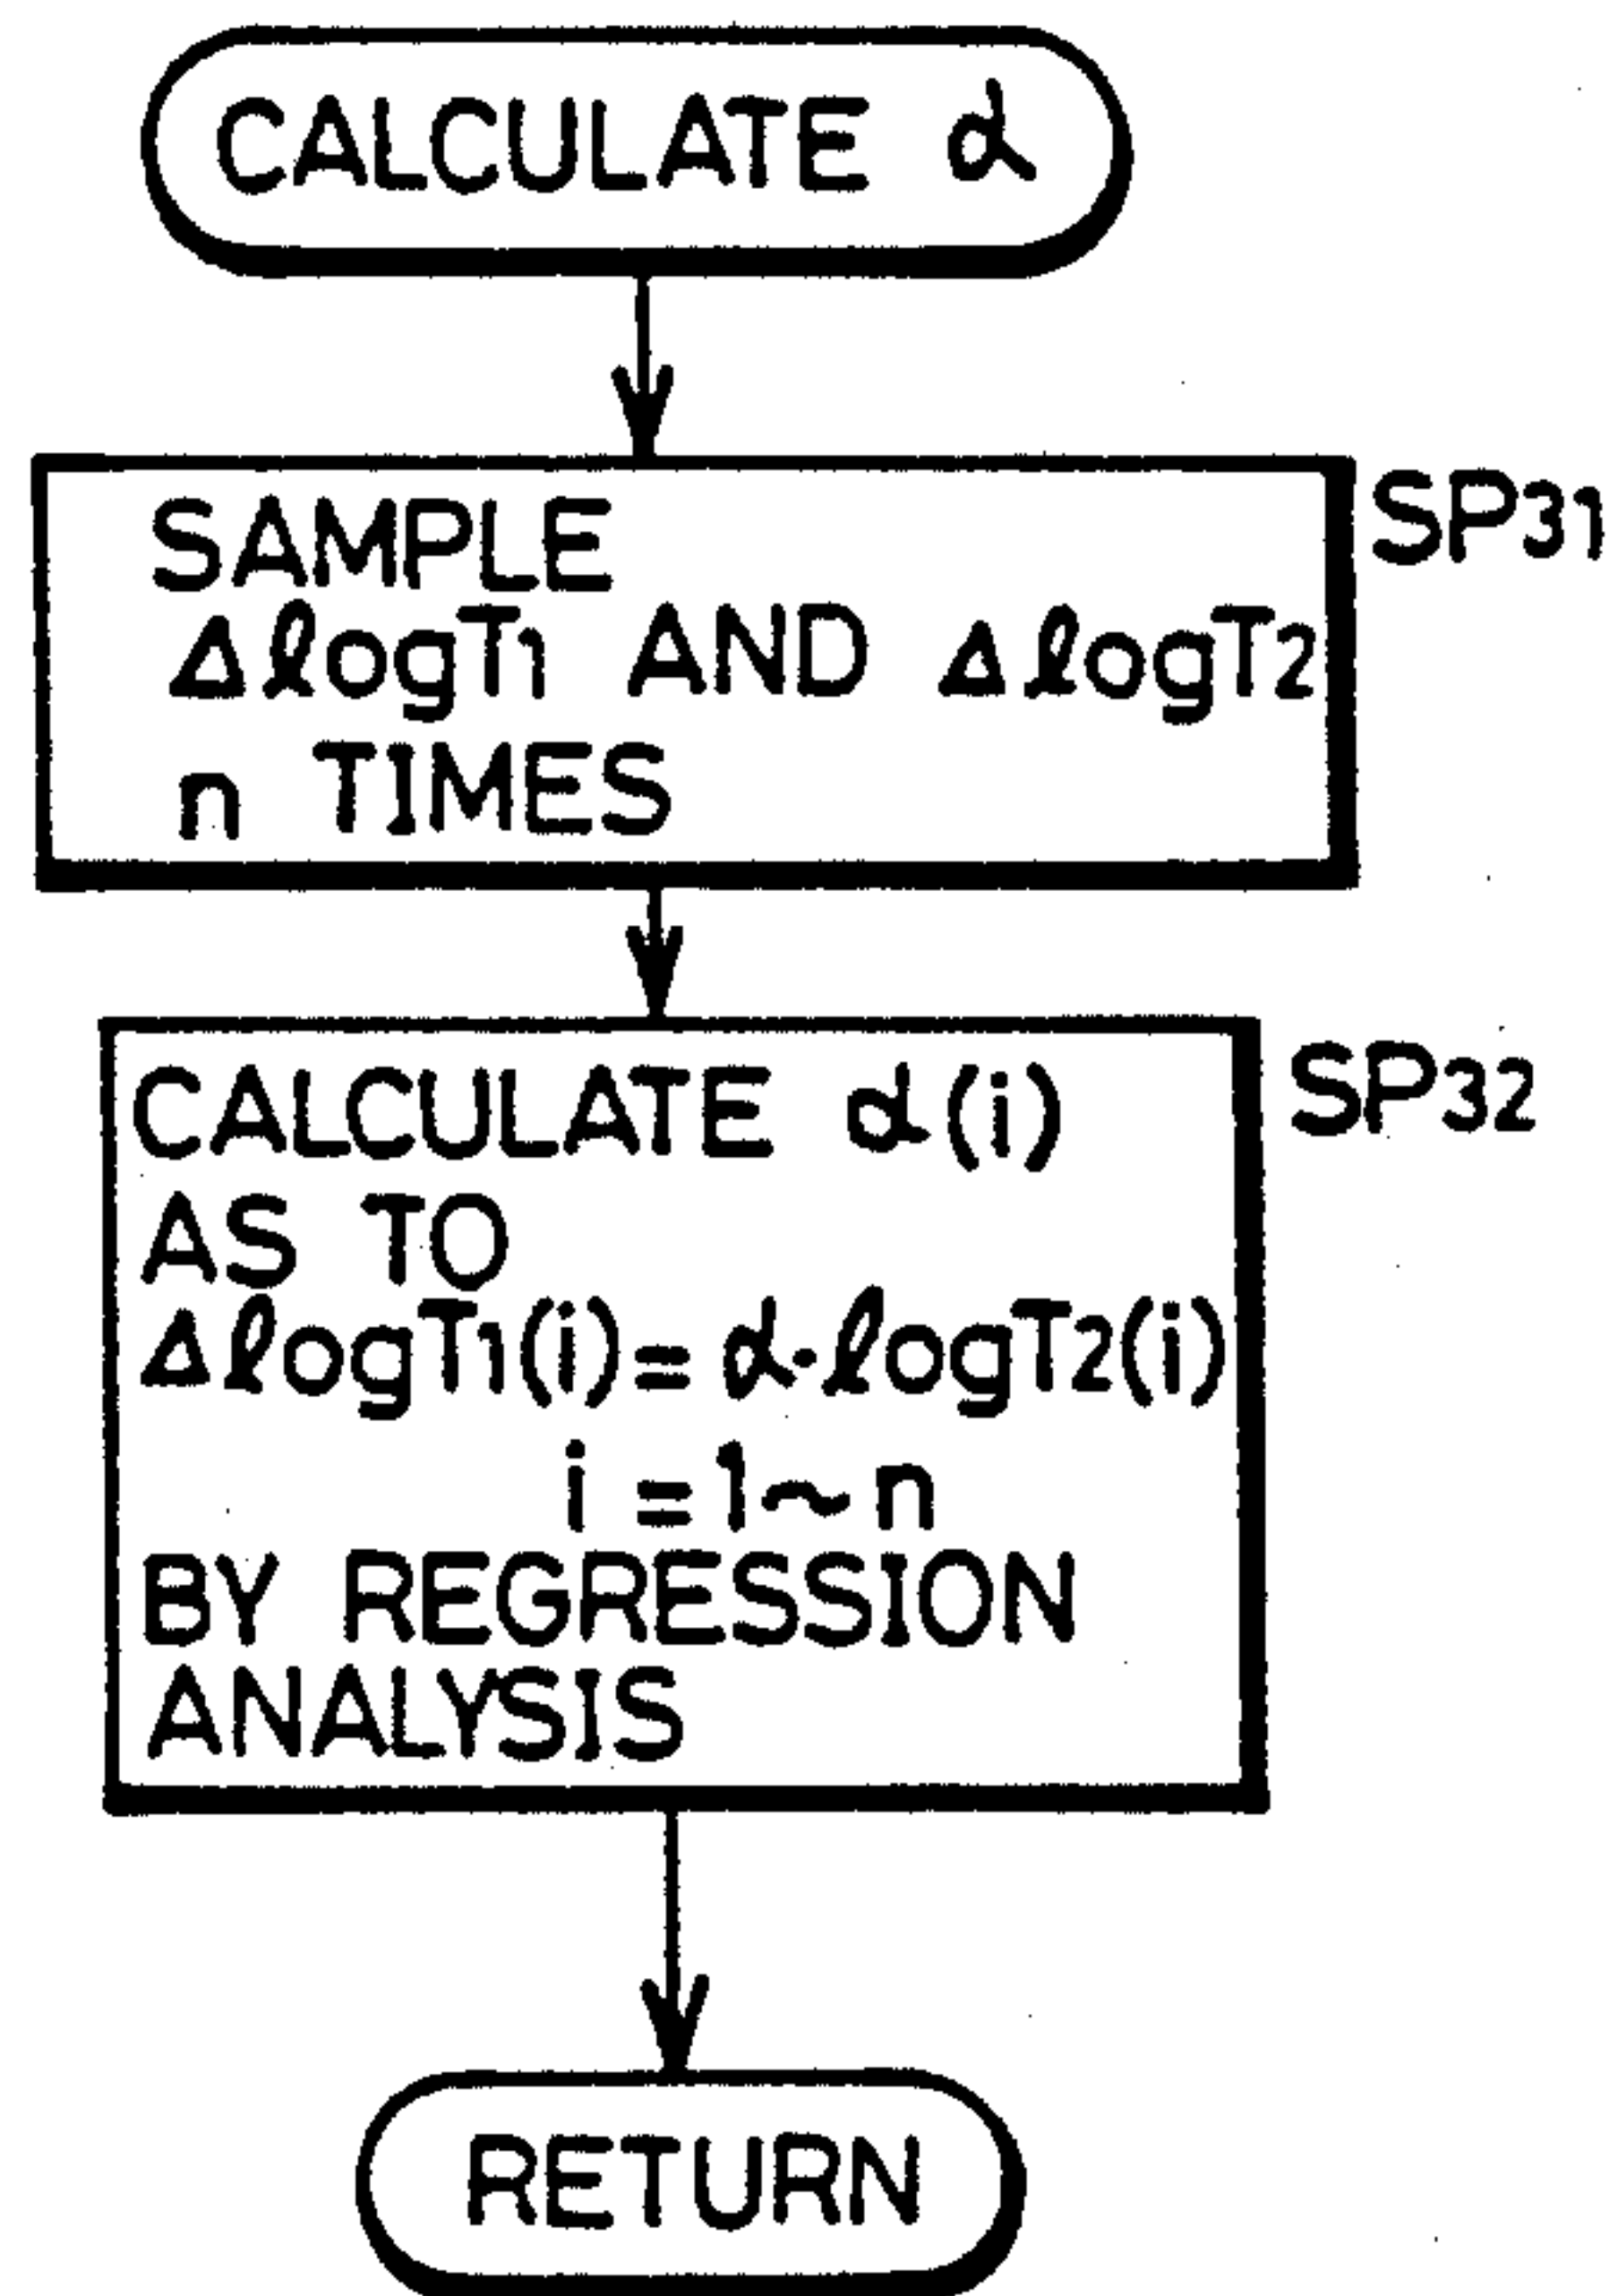 CALCULATE α
SP31
SAMPLE
ΔlogT1 AND ΔlogT2
n TIMES
SP32
CALCULATE α(i)
AS TO
ΔlogT1(i)=α·logT2(i)
i=1~n
BY REGRESSION
ANALYSIS
RETURN